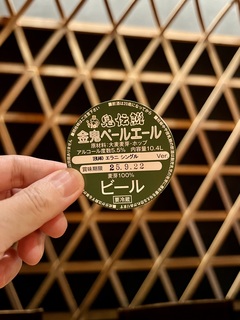 鬼伝説
金鬼ペールエール
原材料：大麦麦芽・ホップ
アルコール度数5.5% 内容量10.4L
エラニ シングル Ver
賞味期限 25.9.22
麦芽100%
ビール
要冷蔵